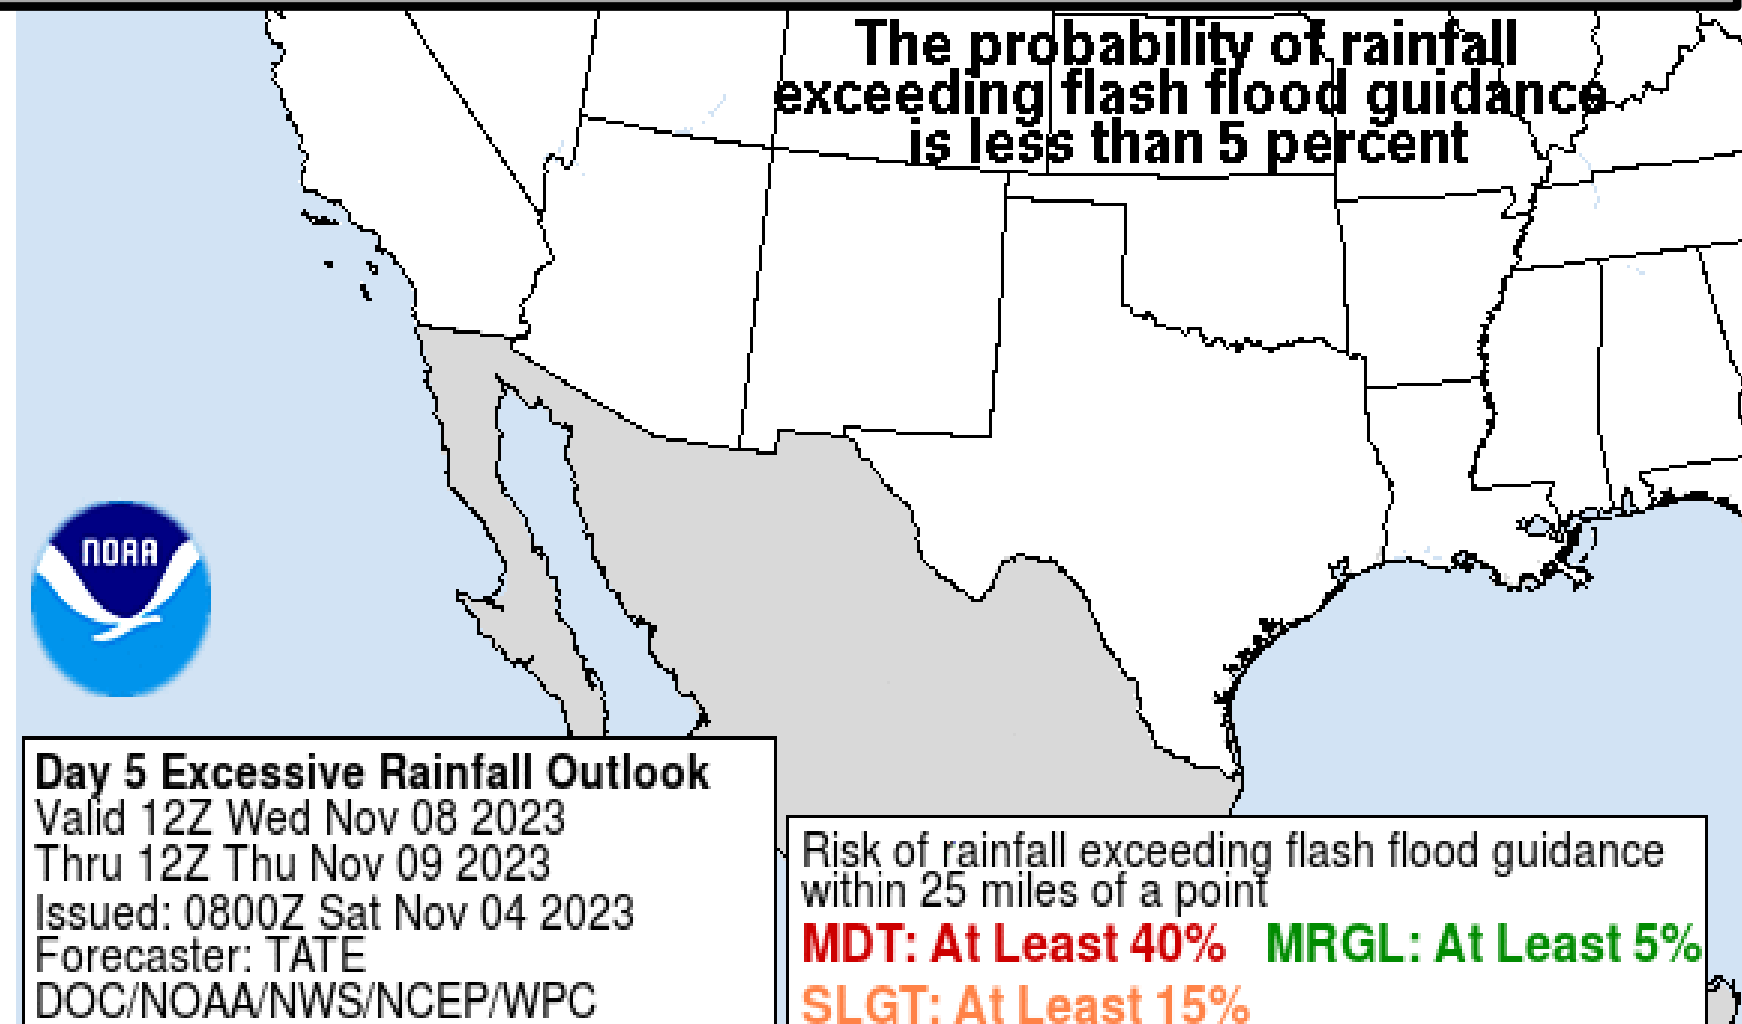 The probability of rainfall
exceeding flash flood guidance
is less than 5 percent
NOAA
Day 5 Excessive Rainfall Outlook
Valid 12Z Wed Nov 08 2023
Thru 12Z Thu Nov 09 2023
Issued: 0800Z Sat Nov 04 2023
Forecaster: TATE
DOC/NOAA/NWS/NCEP/WPC
Risk of rainfall exceeding flash flood guidance
within 25 miles of a point
MDT: At Least 40% MRGL: At Least 5%
SLGT: At Least 15%